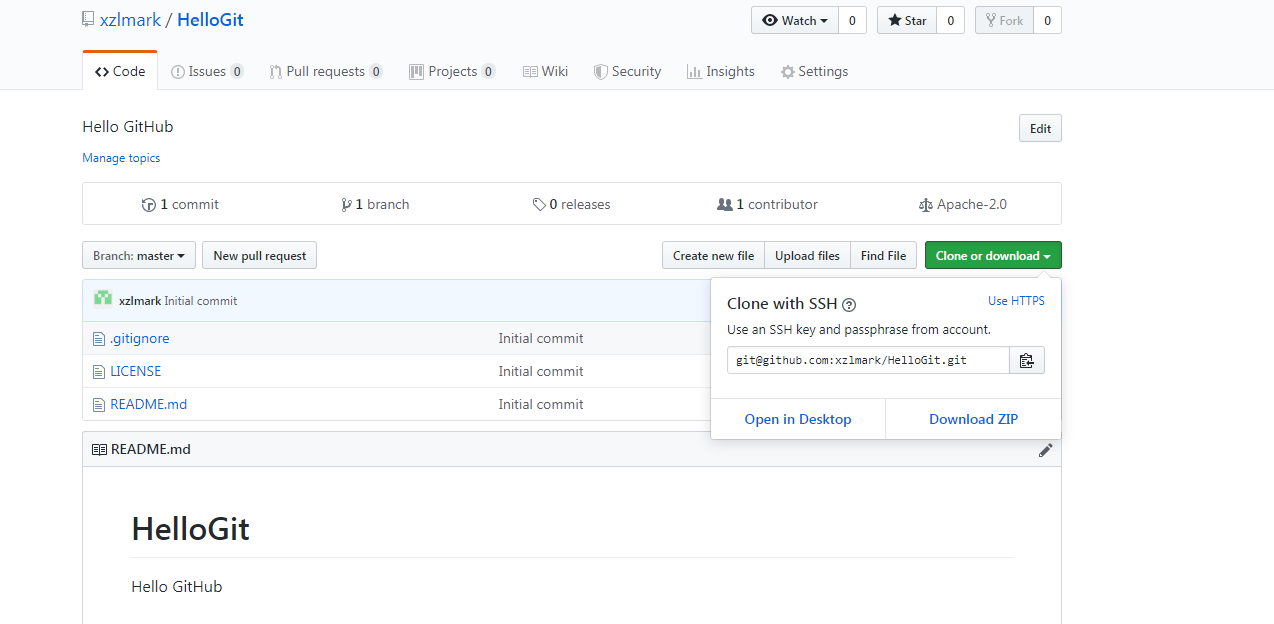 xzlmark / HelloGit
Watch 0 Star 0 Fork 0
Code Issues 0 Pull requests 0 Projects 0 Wiki Security Insights Settings
Hello GitHub
Edit
Manage topics
1 commit 1 branch 0 releases 1 contributor Apache-2.0
Branch: master New pull request Create new file Upload files Find File Clone or download
xzlmark Initial commit
.gitignore Initial commit
LICENSE Initial commit
README.md Initial commit
Clone with SSH Use HTTPS
Use an SSH key and passphrase from account.
git@github.com:xzlmark/HelloGit.git
Open in Desktop Download ZIP
README.md
HelloGit
Hello GitHub